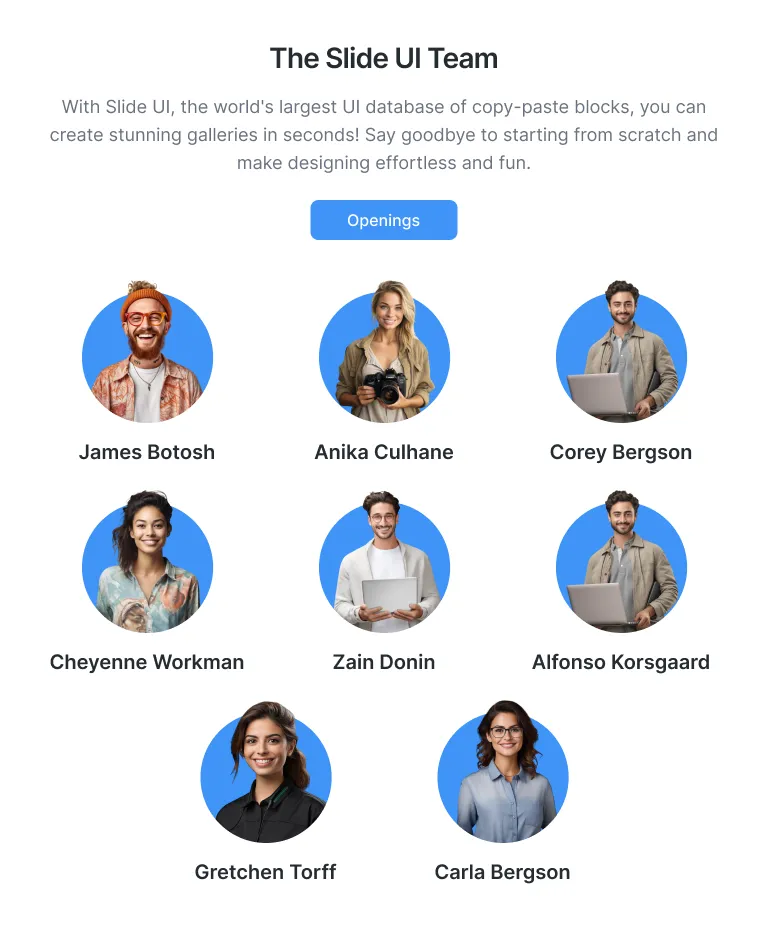 The Slide UI Team
With Slide UI, the world's largest UI database of copy-paste blocks, you can
create stunning galleries in seconds! Say goodbye to starting from scratch and
make designing effortless and fun.
Openings
James Botosh
Anika Culhane
Corey Bergson
Cheyenne Workman
Zain Donin
Alfonso Korsgaard
Gretchen Torff
Carla Bergson